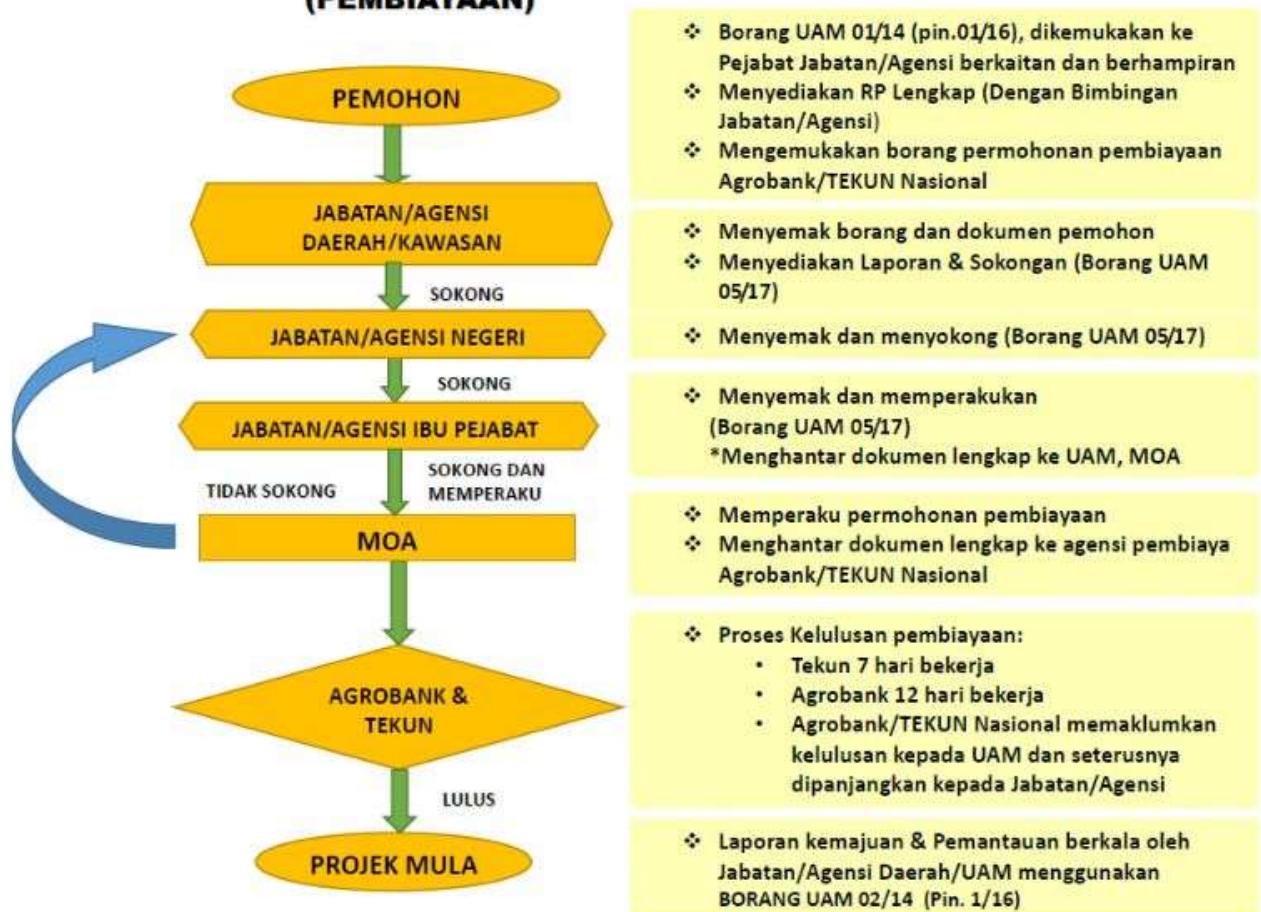 (PEMBIAYAAN)
PEMOHON
❖ Borang UAM 01/14 (pin.01/16), dikemukakan ke
Pejabat Jabatan/Agensi berkaitan dan berhampiran
❖ Menyediakan RP Lengkap (Dengan Bimbingan
Jabatan/Agensi)
❖ Mengemukakan borang permohonan pembiayaan
Agrobank/TEKUN Nasional
JABATAN/AGENSI
DAERAH/KAWASAN
❖ Menyemak borang dan dokumen pemohon
❖ Menyediakan Laporan & Sokongan (Borang UAM
05/17)
SOKONG
JABATAN/AGENSI NEGERI
❖ Menyemak dan menyokong (Borang UAM 05/17)
SOKONG
JABATAN/AGENSI IBU PEJABAT
❖ Menyemak dan memperakukan
(Borang UAM 05/17)
*Menghantar dokumen lengkap ke UAM, MOA
TIDAK SOKONG
SOKONG DAN
MEMPERAKU
MOA
❖ Memperaku permohonan pembiayaan
❖ Menghantar dokumen lengkap ke agensi pembiaya
Agrobank/TEKUN Nasional
AGROBANK &
TEKUN
❖ Proses Kelulusan pembiayaan:
• Tekun 7 hari bekerja
• Agrobank 12 hari bekerja
• Agrobank/TEKUN Nasional memaklumkan
kelulusan kepada UAM dan seterusnya
dipanjangkan kepada Jabatan/Agensi
LULUS
PROJEK MULA
❖ Laporan kemajuan & Pemantauan berkala oleh
Jabatan/Agensi Daerah/UAM menggunakan
BORANG UAM 02/14 (Pin. 1/16)